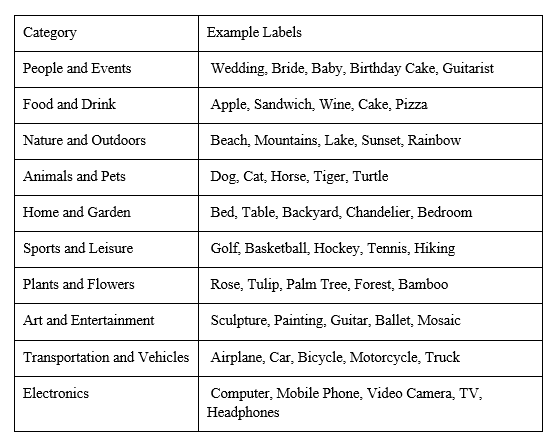 Category Example Labels
People and Events Wedding, Bride, Baby, Birthday Cake, Guitarist
Food and Drink Apple, Sandwich, Wine, Cake, Pizza
Nature and Outdoors Beach, Mountains, Lake, Sunset, Rainbow
Animals and Pets Dog, Cat, Horse, Tiger, Turtle
Home and Garden Bed, Table, Backyard, Chandelier, Bedroom
Sports and Leisure Golf, Basketball, Hockey, Tennis, Hiking
Plants and Flowers Rose, Tulip, Palm Tree, Forest, Bamboo
Art and Entertainment Sculpture, Painting, Guitar, Ballet, Mosaic
Transportation and Vehicles Airplane, Car, Bicycle, Motorcycle, Truck
Electronics Computer, Mobile Phone, Video Camera, TV,
Headphones